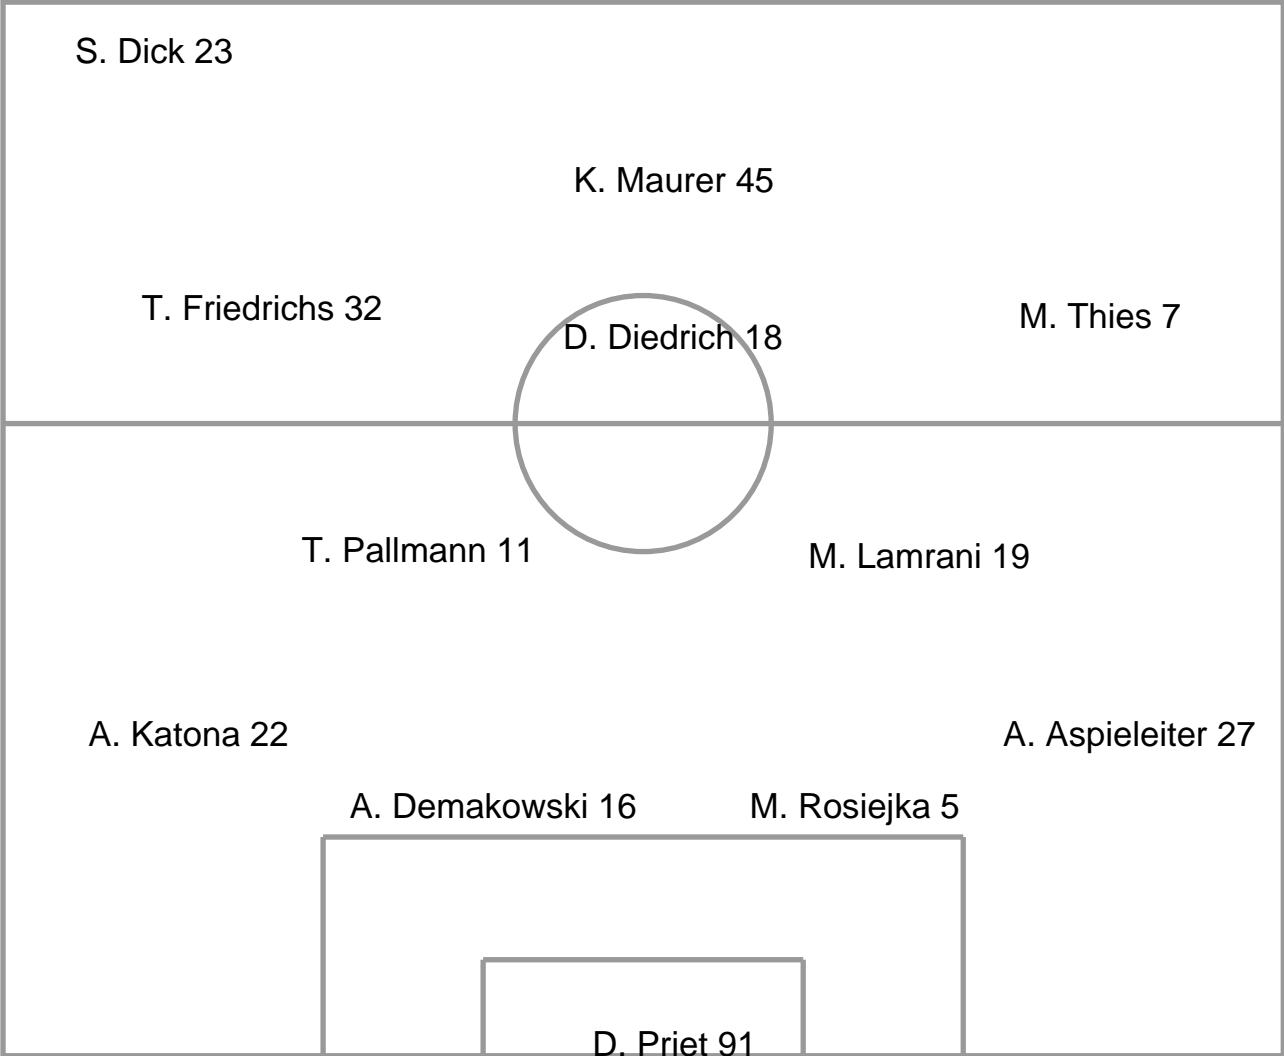 S. Dick 23
K. Maurer 45
T. Friedrichs 32
M. Thies 7
D. Diedrich 18
T. Pallmann 11
M. Lamrani 19
A. Katona 22
A. Aspieleiter 27
A. Demakowski 16
M. Rosiejka 5
D. Priet 91